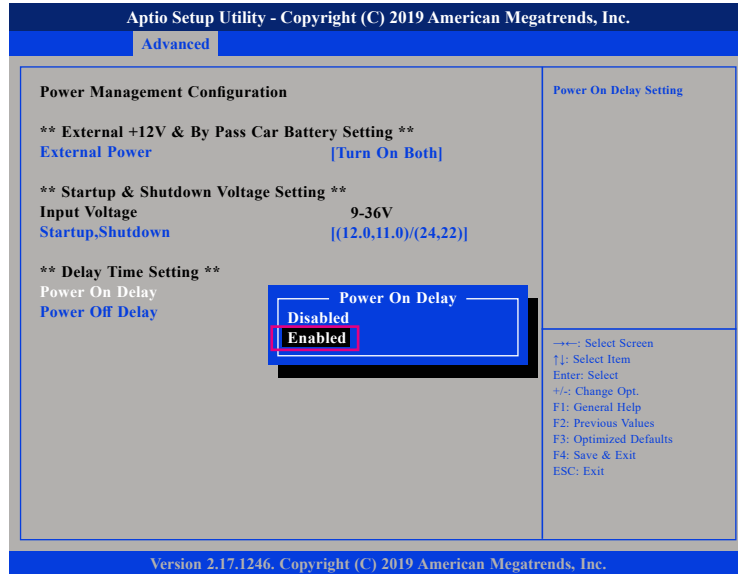 Aptio Setup Utility - Copyright (C) 2019 American Megatrends, Inc.
Advanced
Power Management Configuration
** External +12V & By Pass Car Battery Setting **
External Power [Turn On Both]
** Startup & Shutdown Voltage Setting **
Input Voltage 9-36V
Startup,Shutdown [(12.0,11.0)/(24,22)]
** Delay Time Setting **
Power On Delay
Power Off Delay
Power On Delay
Disabled
Enabled
Power On Delay Setting
→←: Select Screen
↑↓: Select Item
Enter: Select
+/-: Change Opt.
F1: General Help
F2: Previous Values
F3: Optimized Defaults
F4: Save & Exit
ESC: Exit
Version 2.17.1246. Copyright (C) 2019 American Megatrends, Inc.